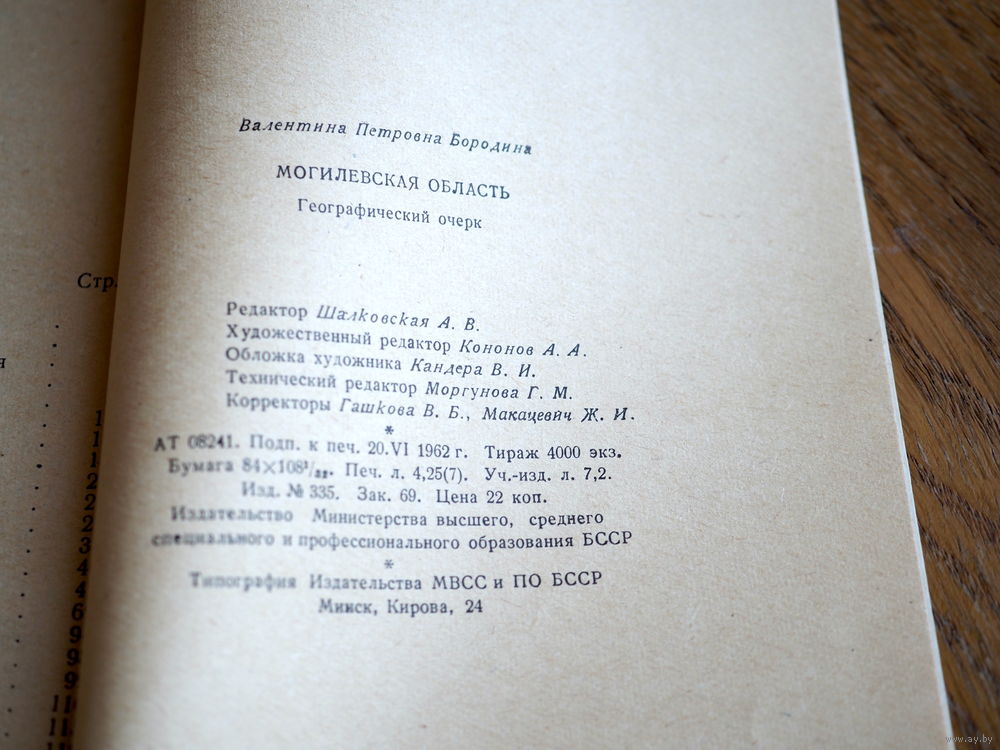 Валентина Петровна Бородина
МОГИЛЕВСКАЯ ОБЛАСТЬ
Географический очерк
Стр.
Редактор Шалковская А. В.
Художественный редактор Кононов А. А.
Обложка художника Кандера В. И.
Технический редактор Моргунова Г. М.
Корректоры Гашкова В. Б., Макацевич Ж. И.
*
АТ 08241. Подп. к печ. 20.VI 1962 г. Тираж 4000 экз.
Бумага 84×108¹/₃₂. Печ. л. 4,25(7). Уч.-изд. л. 7,2.
Изд. № 335. Зак. 69. Цена 22 коп.
Издательство Министерства высшего, среднего
специального и профессионального образования БССР
*
Типография Издательства МВСС и ПО БССР
Минск, Кирова, 24
www.ay.by